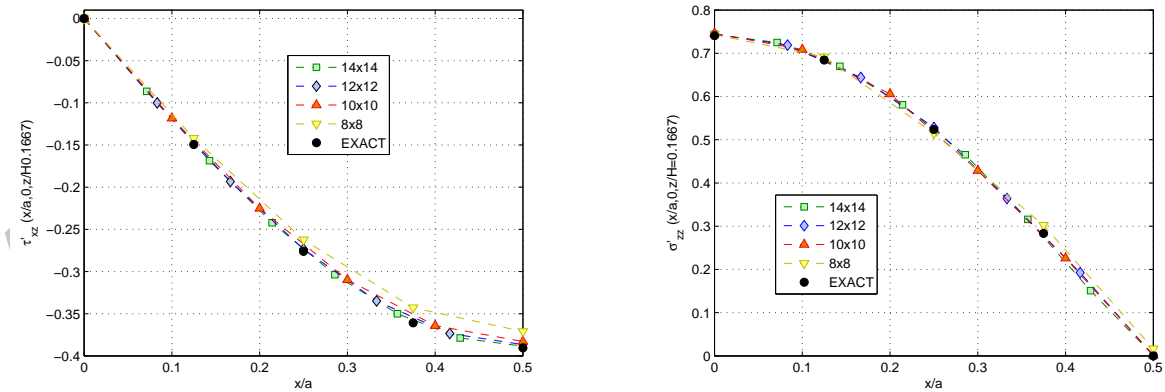 0
−0.05
−0.1
−0.15
−0.2
−0.25
−0.3
−0.35
−0.4
0 0.1 0.2 0.3 0.4 0.5
x/a
τ'xz (x/a,0,z/H0.1667)
14x14
12x12
10x10
8x8
EXACT
0.8
0.7
0.6
0.5
0.4
0.3
0.2
0.1
0
0 0.1 0.2 0.3 0.4 0.5
x/a
σ'zz (x/a,0,z/H=0.1667)
14x14
12x12
10x10
8x8
EXACT